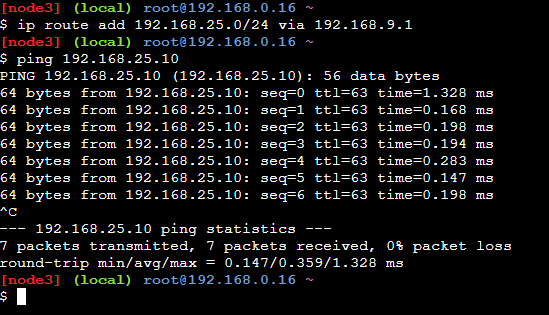 [node3] (local) root@192.168.0.16 ~
$ ip route add 192.168.25.0/24 via 192.168.9.1
[node3] (local) root@192.168.0.16 ~
$ ping 192.168.25.10
PING 192.168.25.10 (192.168.25.10): 56 data bytes
64 bytes from 192.168.25.10: seq=0 ttl=63 time=1.328 ms
64 bytes from 192.168.25.10: seq=1 ttl=63 time=0.168 ms
64 bytes from 192.168.25.10: seq=2 ttl=63 time=0.198 ms
64 bytes from 192.168.25.10: seq=3 ttl=63 time=0.194 ms
64 bytes from 192.168.25.10: seq=4 ttl=63 time=0.283 ms
64 bytes from 192.168.25.10: seq=5 ttl=63 time=0.147 ms
64 bytes from 192.168.25.10: seq=6 ttl=63 time=0.198 ms
^C
--- 192.168.25.10 ping statistics ---
7 packets transmitted, 7 packets received, 0% packet loss
round-trip min/avg/max = 0.147/0.359/1.328 ms
[node3] (local) root@192.168.0.16 ~
$